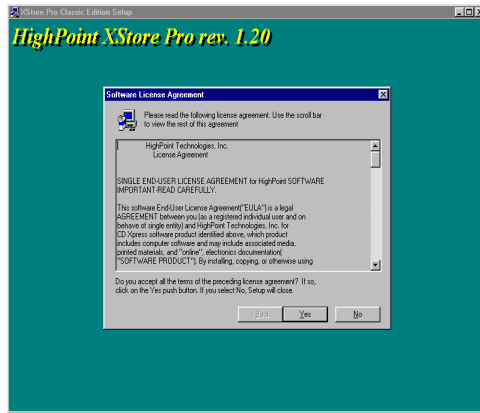 XStore Pro Classic Edition Setup
HighPoint XStore Pro rev. 1.20
Software License Agreement
Please read the following license agreement. Use the scroll bar
to view the rest of this agreement
HighPoint Technologies, Inc.
License Agreement
SINGLE END-USER LICENSE AGREEMENT for HighPoint SOFTWARE
IMPORTANT-READ CAREFULLY.
This software End-User License Agreement("EULA") is a legal
AGREEMENT between you (as a registered individual user and on
behave of single entity) and HighPoint Technologies, Inc. for
CD Xpress software product identified above, which product
includes computer software and may include associated media,
printed materials, and "online", electronics documentation(
"SOFTWARE PRODUCT"). By installing, copying, or otherwise using
Do you accept all the terms of the preceding license agreement? If so,
click on the Yes push button. If you select No, Setup will close.
< Back
Yes
No